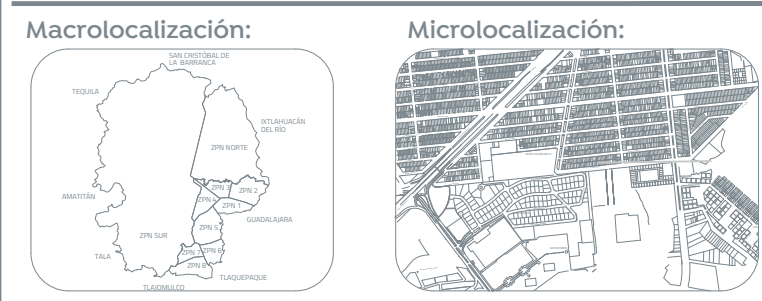 Macrolocalización:
Microlocalización:
SAN CRISTÓBAL DE
LA BARRANCA
TEQUILA
IXTLAHUACÁN
DEL RÍO
ZPN NORTE
ZPN 3
ZPN 2
ZPN 4
ZPN 1
AMATITÁN
GUADALAJARA
ZPN 5
ZPN SUR
ZPN 7
ZPN 6
TALA
ZPN 8
TLAQUEPAQUE
TLAJOMULCO